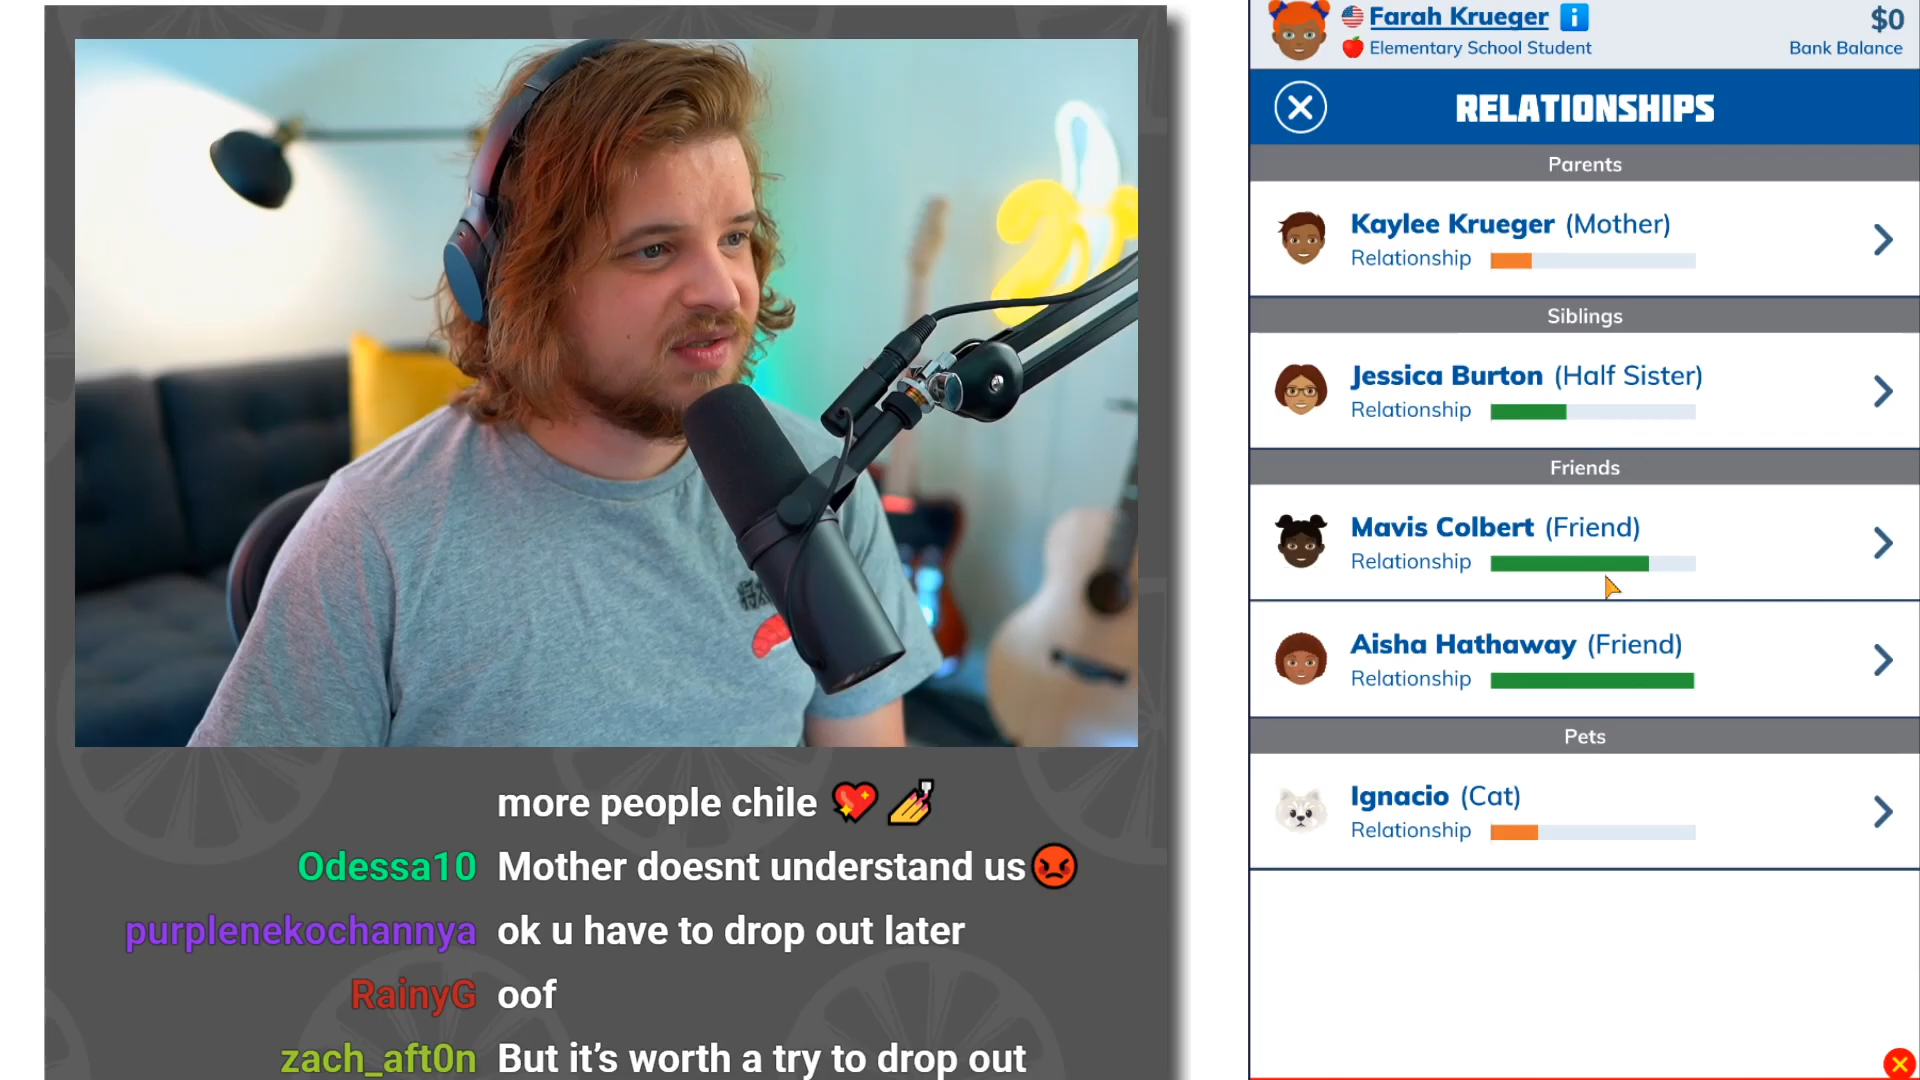 more people chile 💖 💅
Odessa10 Mother doesnt understand us😡
purplenekochannya ok u have to drop out later
RainyG oof
zach_aft0n But it’s worth a try to drop out
Farah Krueger i
Elementary School Student
$0
Bank Balance
RELATIONSHIPS
Parents
Kaylee Krueger (Mother)
Relationship
Siblings
Jessica Burton (Half Sister)
Relationship
Friends
Mavis Colbert (Friend)
Relationship
Aisha Hathaway (Friend)
Relationship
Pets
Ignacio (Cat)
Relationship